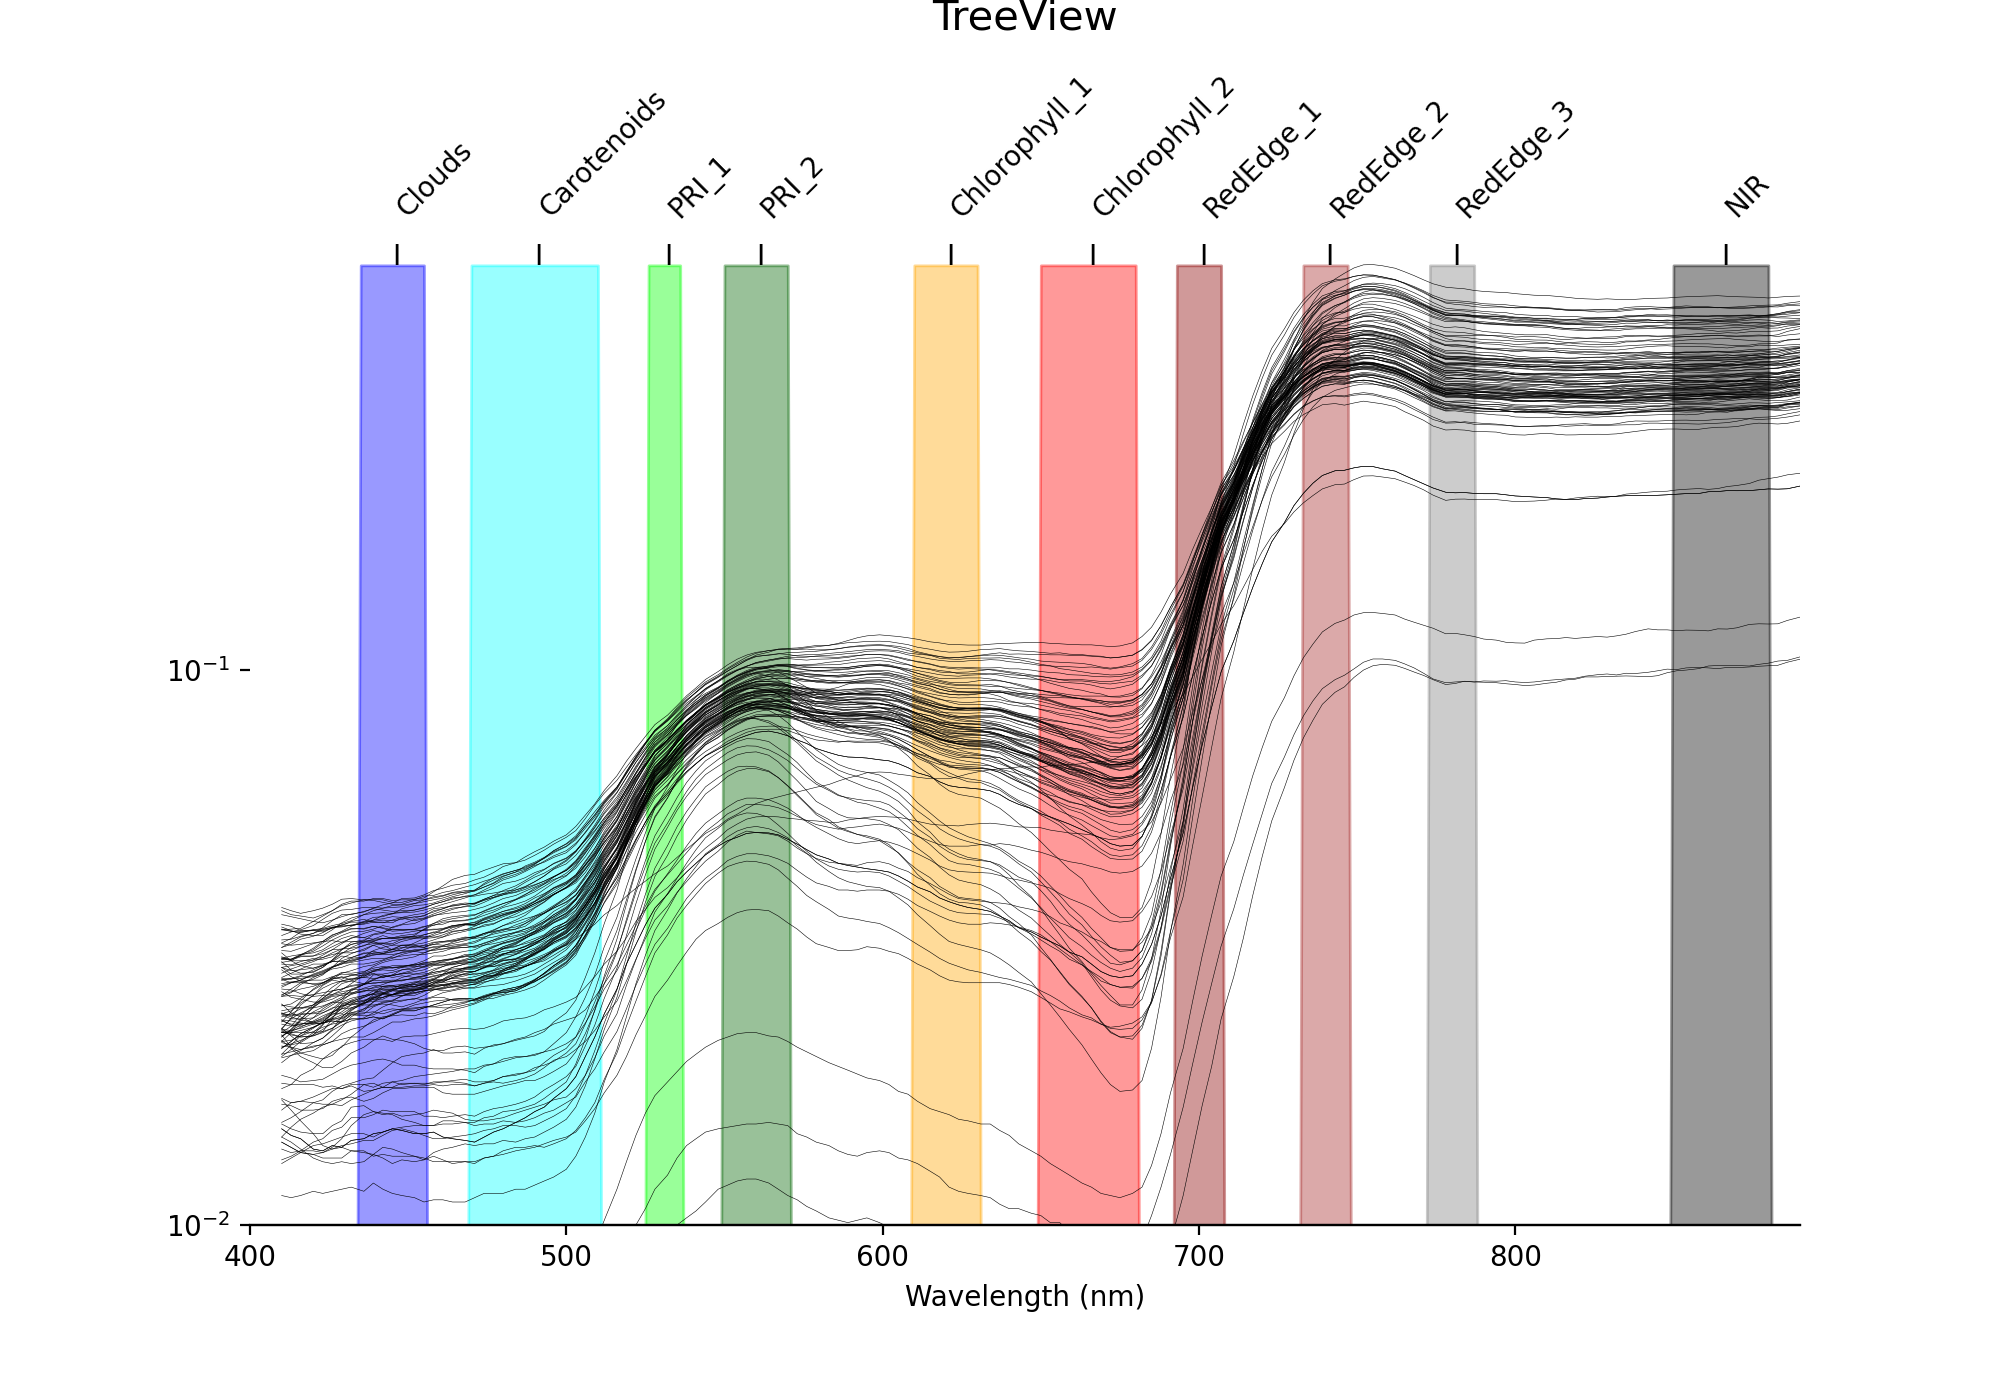 TreeView
Clouds
Carotenoids
PRI_1
PRI_2
Chlorophyll_1
Chlorophyll_2
RedEdge_1
RedEdge_2
RedEdge_3
NIR
10⁻¹
10⁻²
400 500 600 700 800
Wavelength (nm)